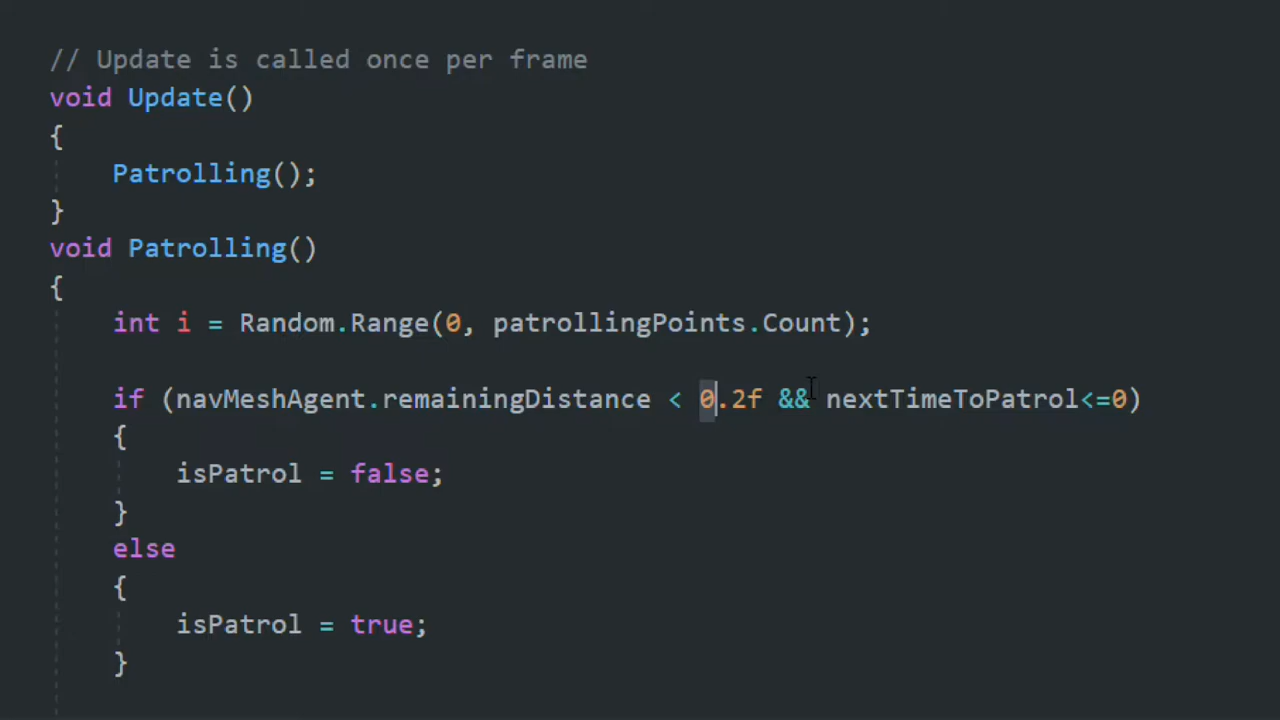 // Update is called once per frame
void Update()
{
    Patrolling();
}
void Patrolling()
{
    int i = Random.Range(0, patrollingPoints.Count);
    if (navMeshAgent.remainingDistance < 0.2f && nextTimeToPatrol<=0)
    {
        isPatrol = false;
    }
    else
    {
        isPatrol = true;
    }